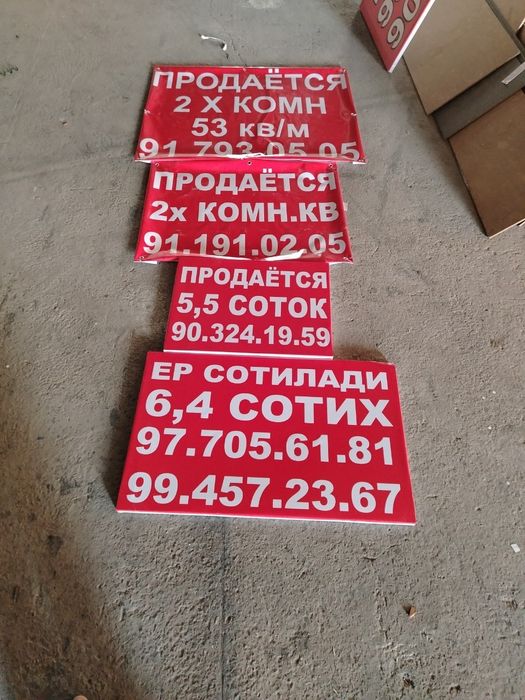 ПРОДАЁТСЯ
2 Х КОМН
53 кв/м
91.793.05.05
ПРОДАЁТСЯ
2х КОМН.КВ
91.191.02.05
ПРОДАЁТСЯ
5,5 СОТОК
90.324.19.59
ЕР СОТИЛАДИ
6,4 СОТИХ
97.705.61.81
99.457.23.67